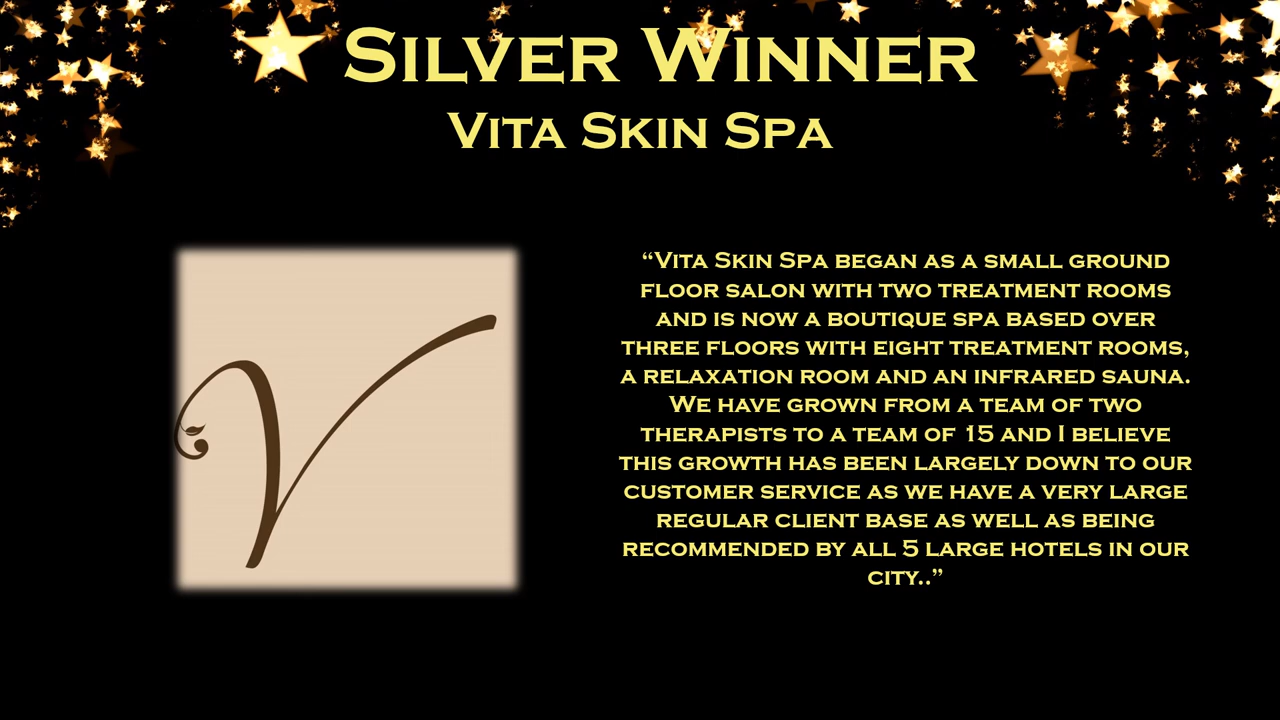 Silver Winner
Vita Skin Spa
“Vita Skin Spa began as a small ground
floor salon with two treatment rooms
and is now a boutique spa based over
three floors with eight treatment rooms,
a relaxation room and an infrared sauna.
We have grown from a team of two
therapists to a team of 15 and I believe
this growth has been largely down to our
customer service as we have a very large
regular client base as well as being
recommended by all 5 large hotels in our
city..”
V